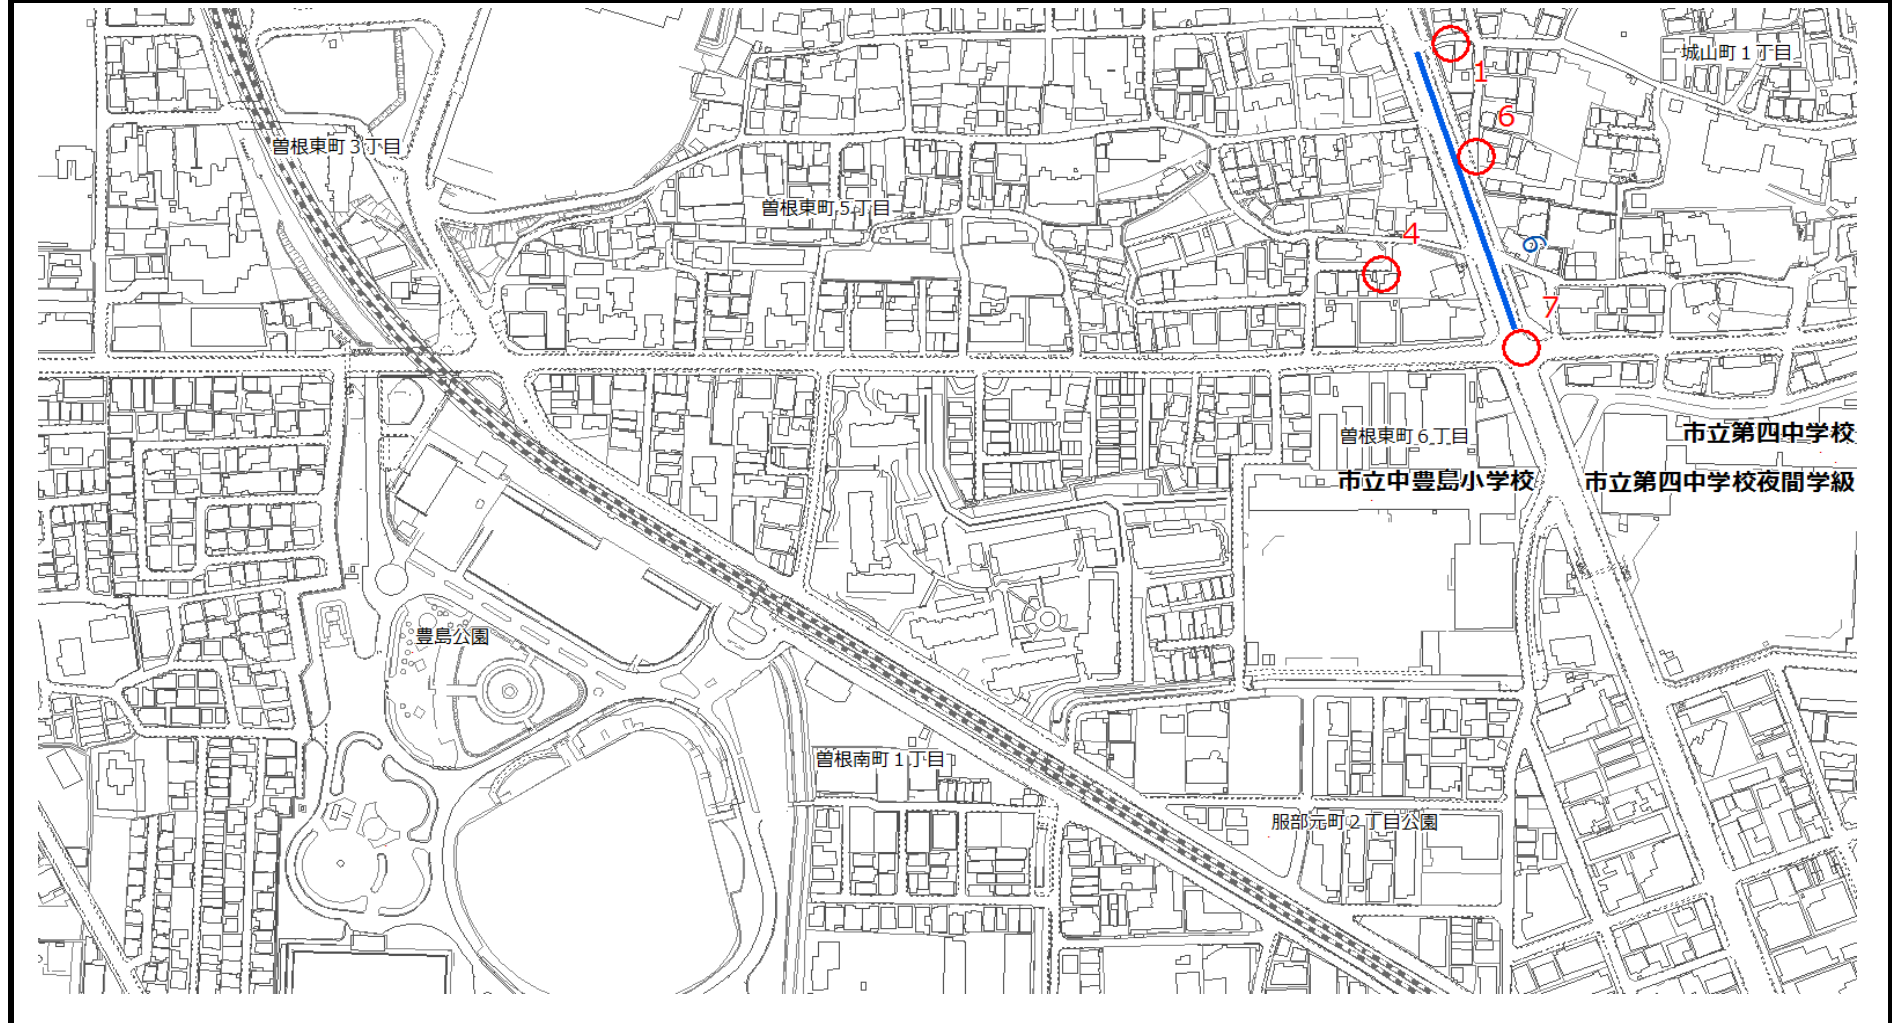 城山町１丁目
1
6
曽根東町３丁目
曽根東町５丁目
4
7
曽根東町６丁目
市立第四中学校
市立中豊島小学校
市立第四中学校夜間学級
豊島公園
曽根南町１丁目
服部元町２丁目公園